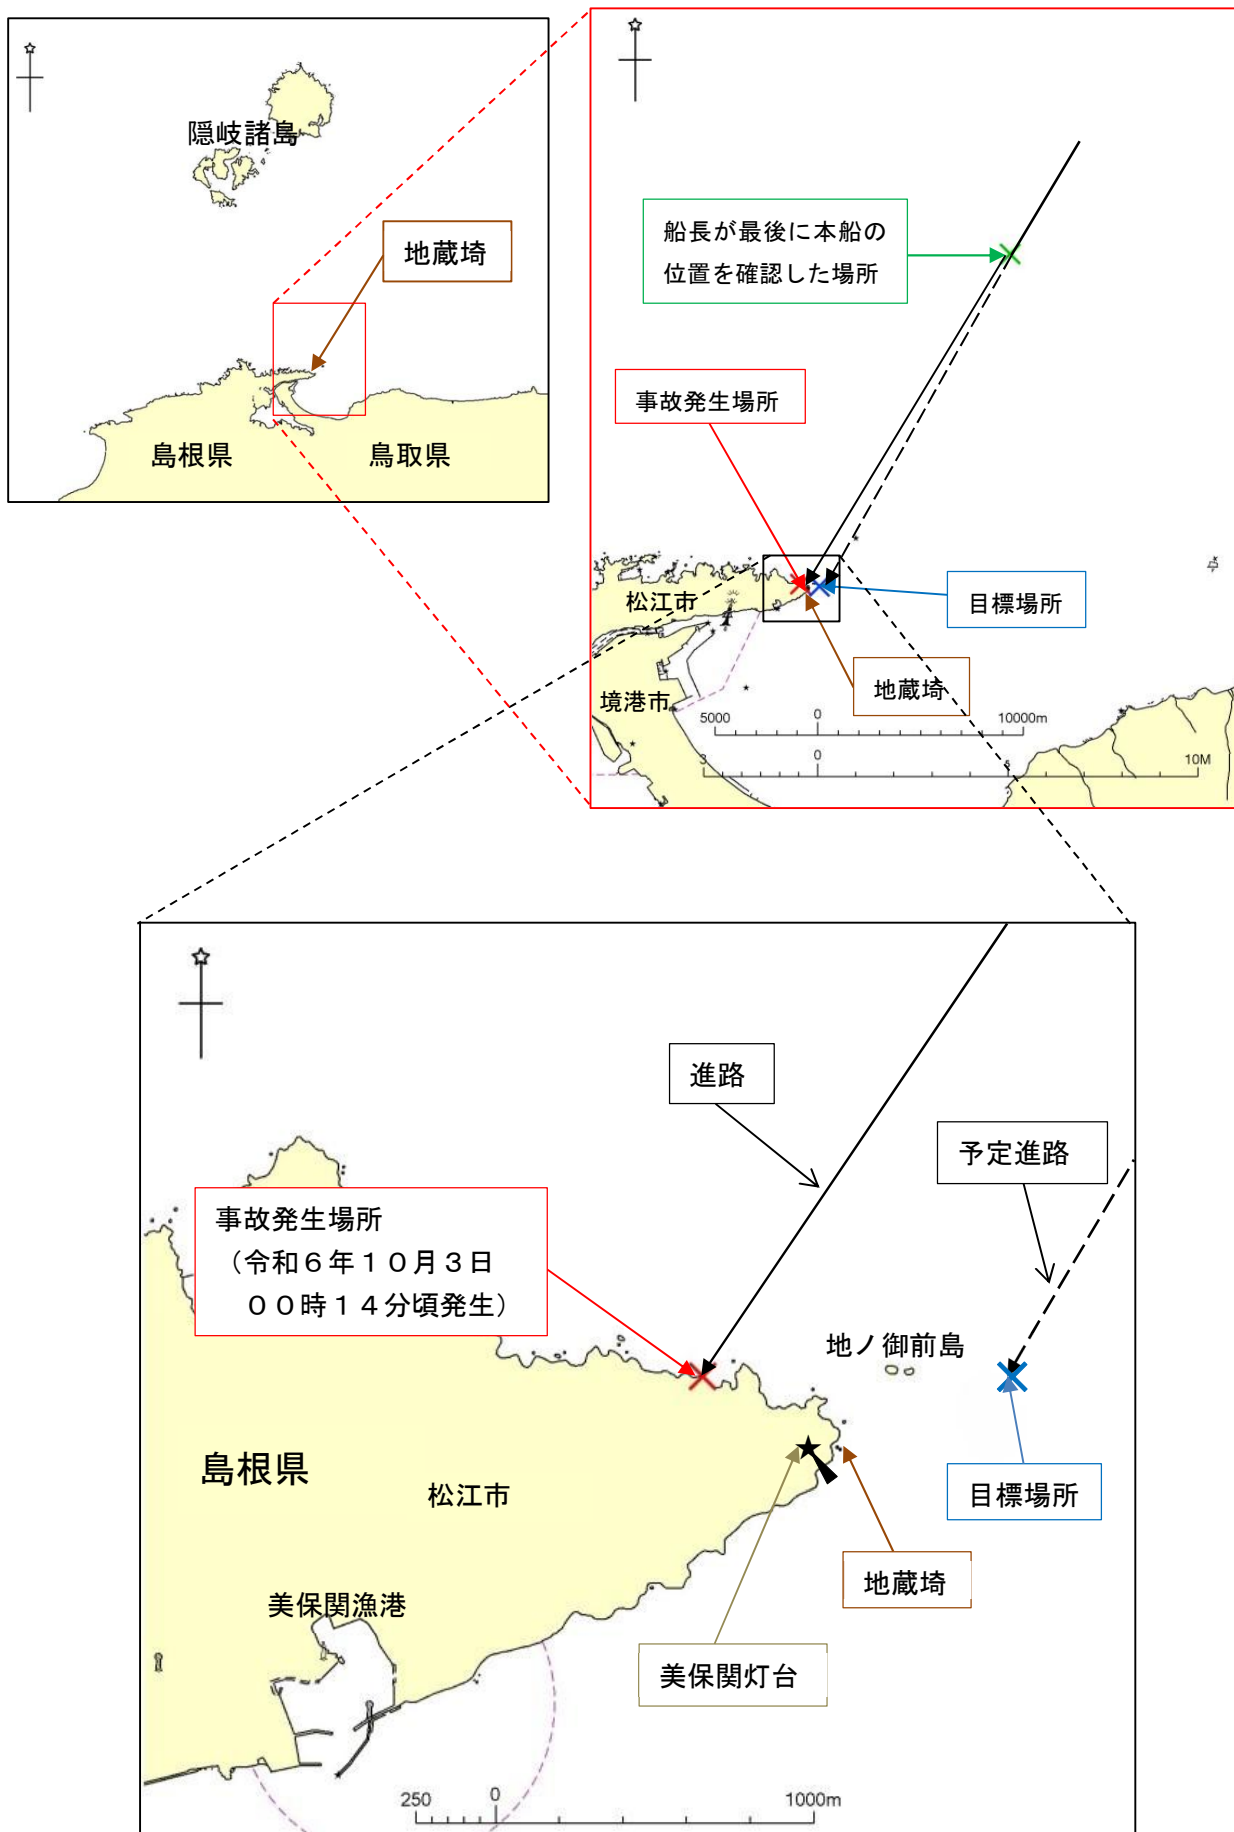 隠岐諸島
地蔵埼
島根県
鳥取県
船長が最後に本船の
位置を確認した場所
事故発生場所
松江市
目標場所
地蔵埼
境港市
5000
0
10000m
3
0
5
10M
進路
予定進路
事故発生場所
（令和６年１０月３日
００時１４分頃発生）
地ノ御前島
島根県
松江市
目標場所
地蔵埼
美保関漁港
美保関灯台
250
0
1000m